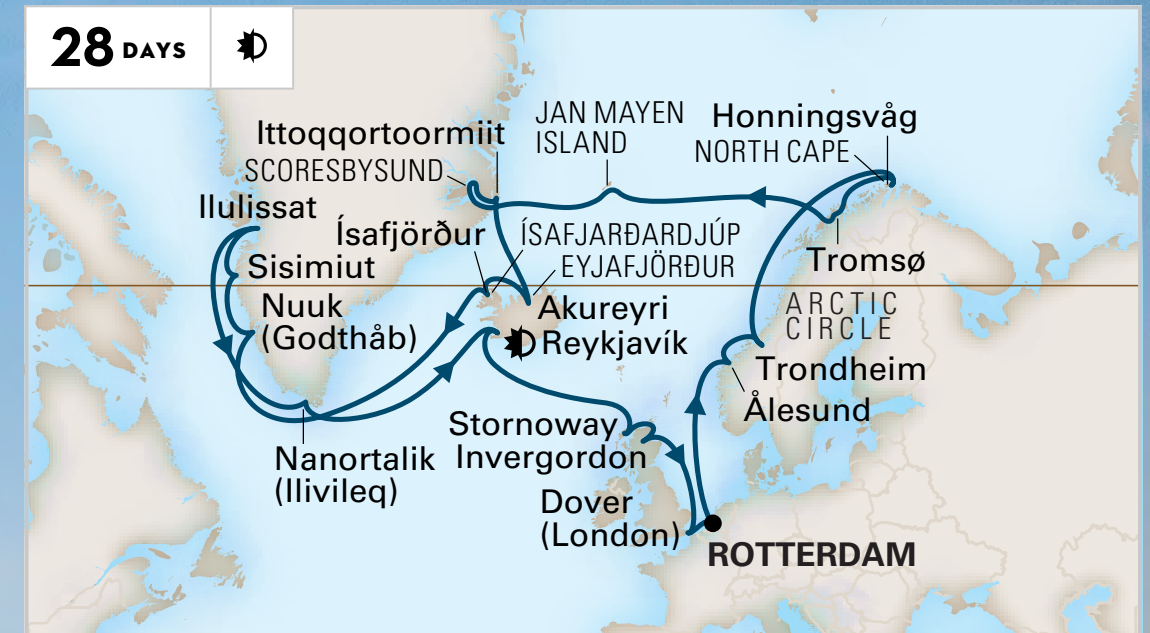 28 DAYS
JAN MAYEN
ISLAND
Honningsvåg
NORTH CAPE
Ittoqqortoormiit
SCORESBYSUND
Ilulissat
Ísafjörður
ÍSAFJARÐARDJÚP
EYJAFJÖRÐUR
Tromsø
Sisimiut
Nuuk
(Godthåb)
Akureyri
Reykjavík
ARCTIC
CIRCLE
Trondheim
Ålesund
Stornoway
Invergordon
Nanortalik
(Ilivileq)
Dover
(London)
ROTTERDAM